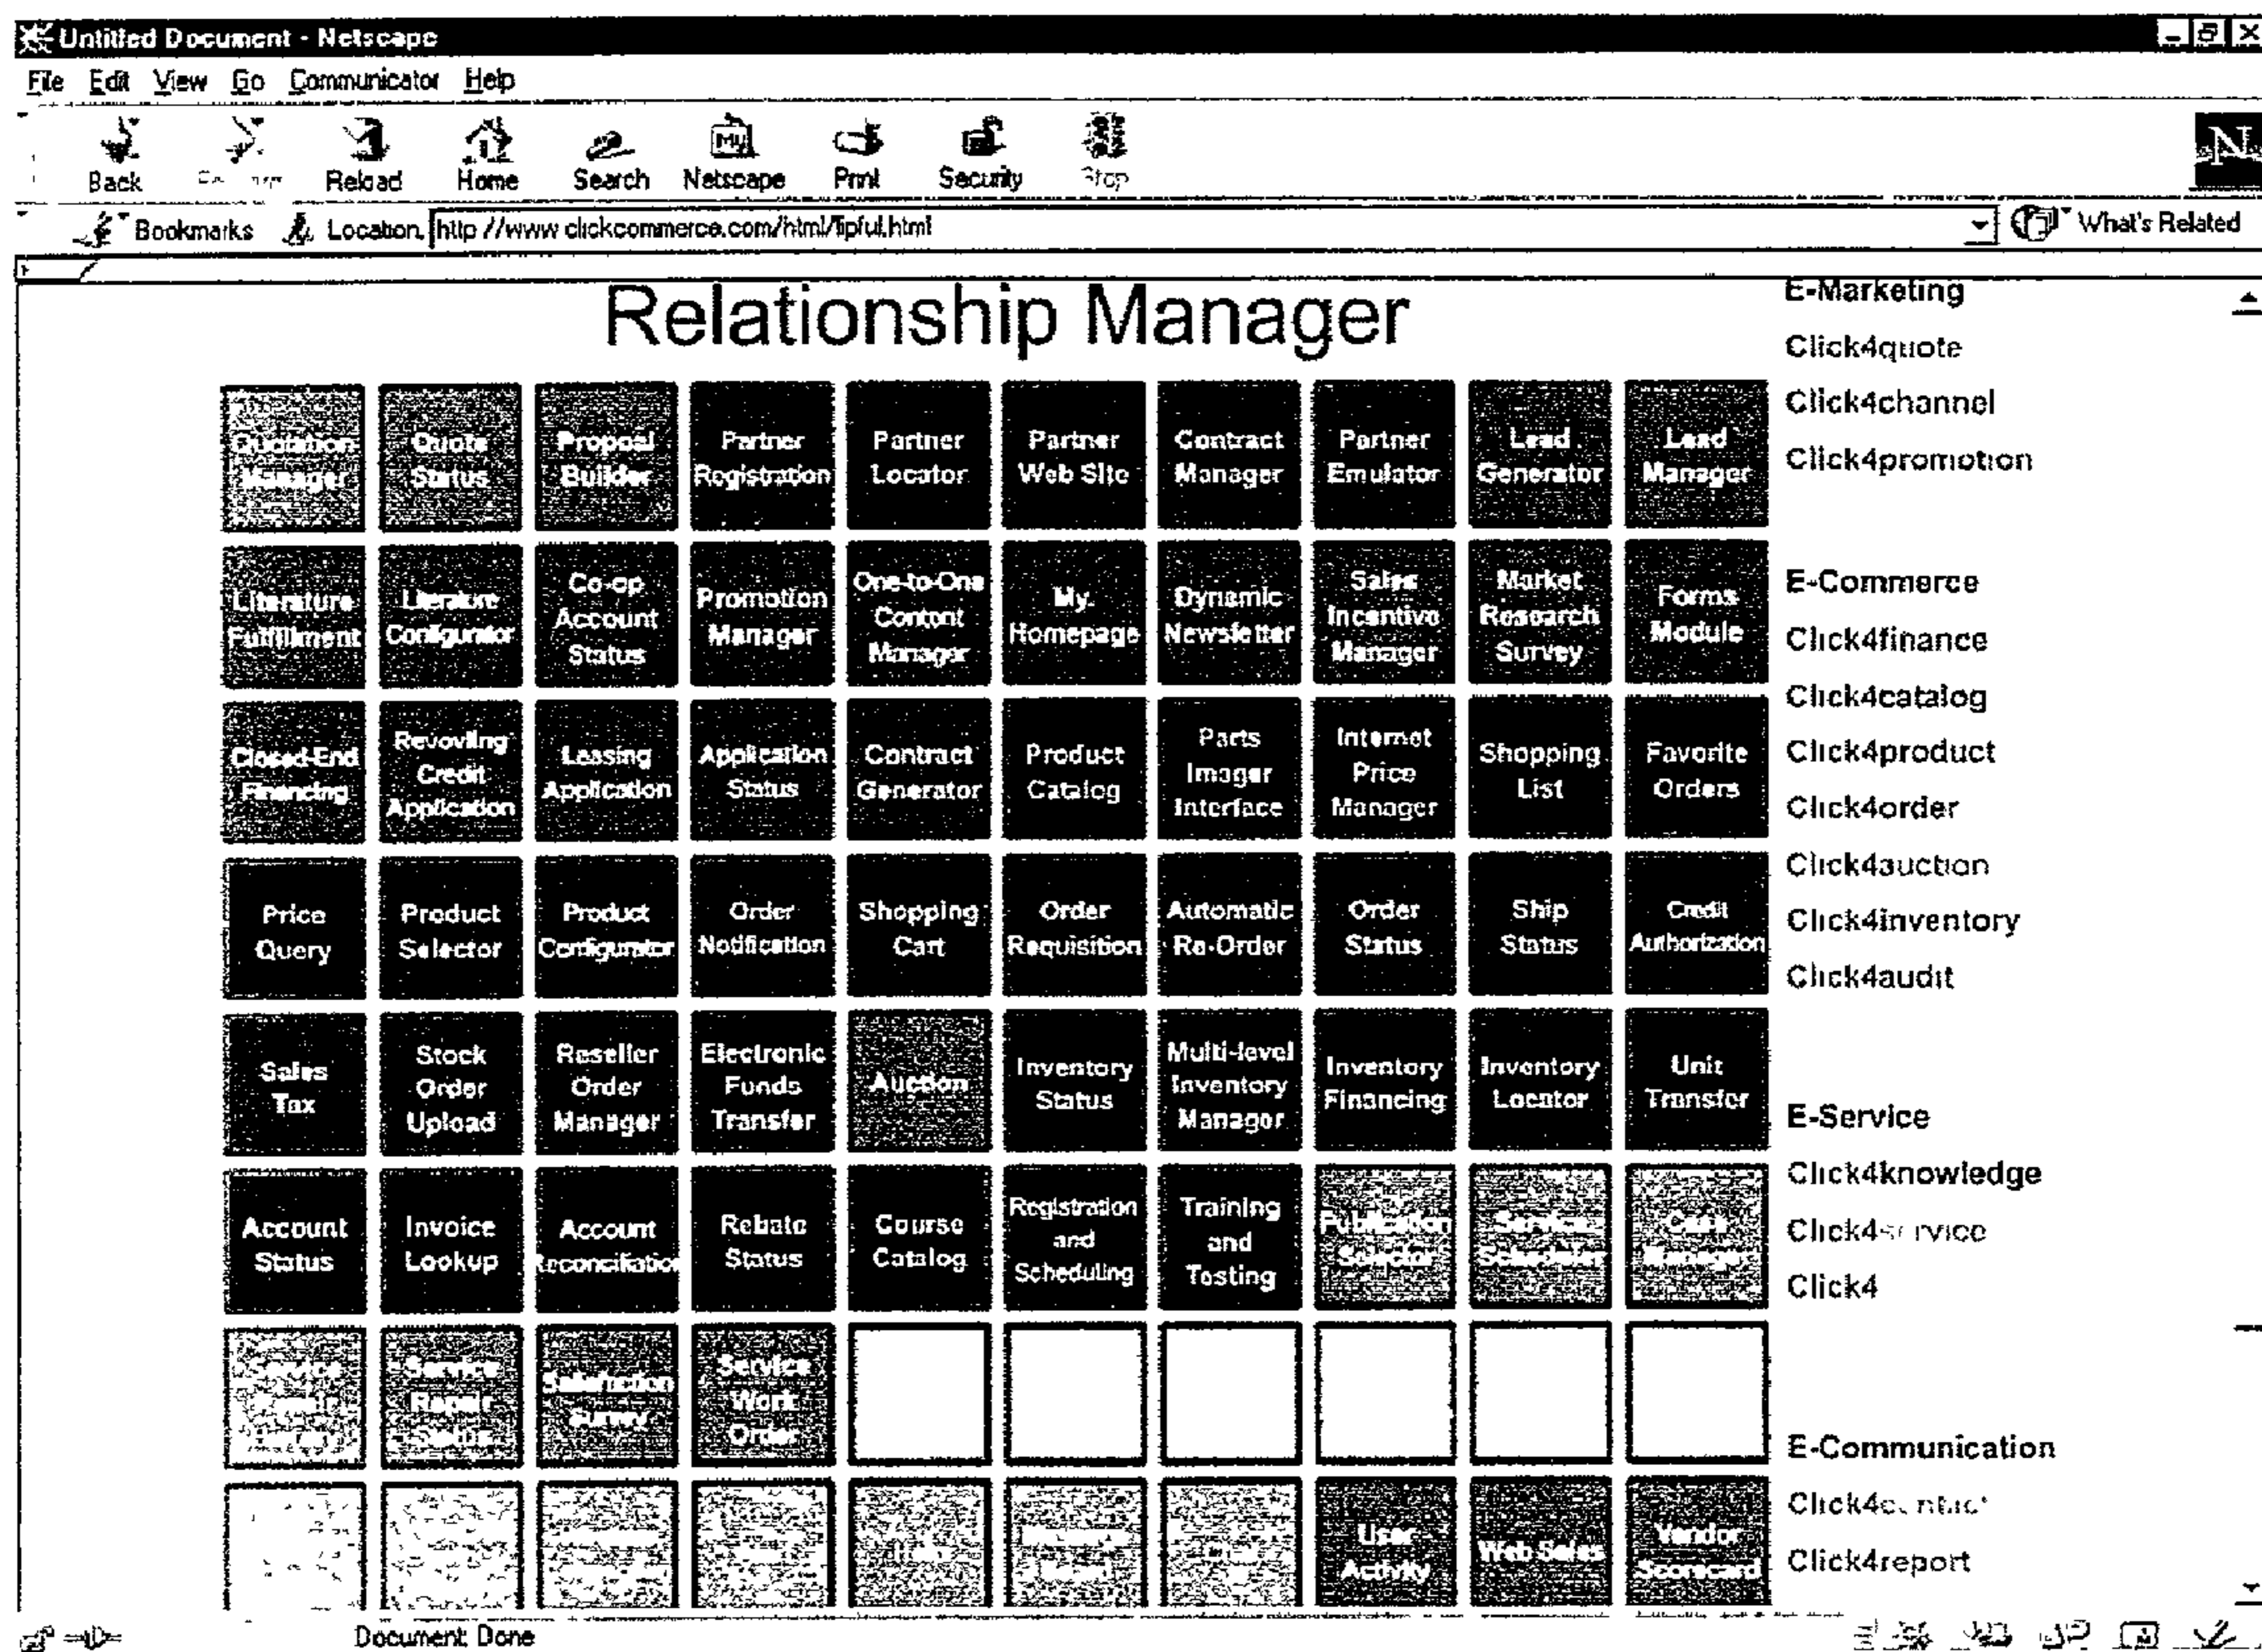 Untitled Document - Netscape
File Edit View Go Communicator Help
Back Reload Home Search Netscape Print Security Stop
Bookmarks Location http //www clickcommerce.com/html/
What's Related
Relationship Manager
Quotation
Manager
Quote
Status
Proposal
Builder
Partner
Registration
Partner
Locator
Partner
Web Site
Contract
Manager
Partner
Emulator
Lead
Generator
Lead
Manager
Literature
Fulfillment
Literature
Configurator
Co-op
Account
Status
Promotion
Manager
One-to-One
Content
Manager
My
Homepage
Dynamic
Newsletter
Sales
Incentive
Manager
Market
Research
Survey
Forms
Module
Closed-End
Financing
Revovling
Credit
Application
Leasing
Application
Application
Status
Contract
Generator
Product
Catalog
Parts
Imager
Interface
Internet
Price
Manager
Shopping
List
Favorite
Orders
Price
Query
Product
Selector
Product
Configurator
Order
Notification
Shopping
Cart
Order
Requisition
Automatic
Re-Order
Order
Status
Ship
Status
Credit
Authorization
Sales
Tax
Stock
Order
Upload
Reseller
Order
Manager
Electronic
Funds
Transfer
Auction
Inventory
Status
Multi-level
Inventory
Manager
Inventory
Financing
Inventory
Locator
Unit
Transfer
Account
Status
Invoice
Lookup
Account
Reconciliation
Rebate
Status
Course
Catalog
Registration
and
Scheduling
Training
and
Testing
Publication
Service
Service
Repair
Survey
Service
Work
Order
User
Activity
Vendor
Scorecard
E-Marketing
Click4quote
Click4channel
Click4promotion
E-Commerce
Click4finance
Click4catalog
Click4product
Click4order
Click4auction
Click4inventory
Click4audit
E-Service
Click4knowledge
Click4service
Click4
E-Communication
Click4contact
Click4report
Document: Done